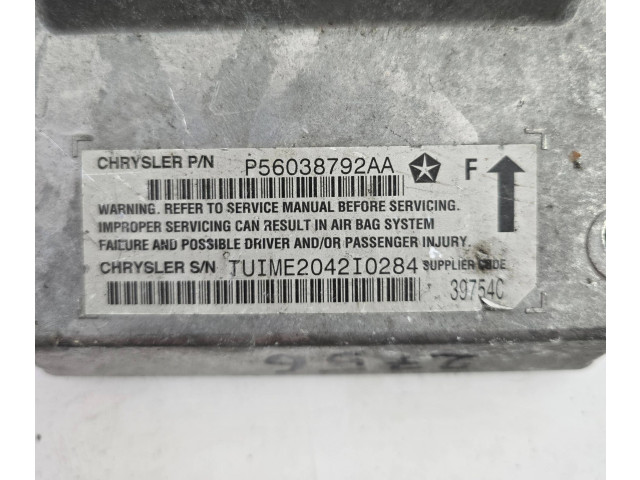 CHRYSLER P/N P56038792AA F
WARNING. REFER TO SERVICE MANUAL BEFORE SERVICING.
IMPROPER SERVICING CAN RESULT IN AIR BAG SYSTEM
FAILURE AND POSSIBLE DRIVER AND/OR PASSENGER INJURY.
CHRYSLER S/N TUIME2042I0284 SUPPLIER CODE
39754C